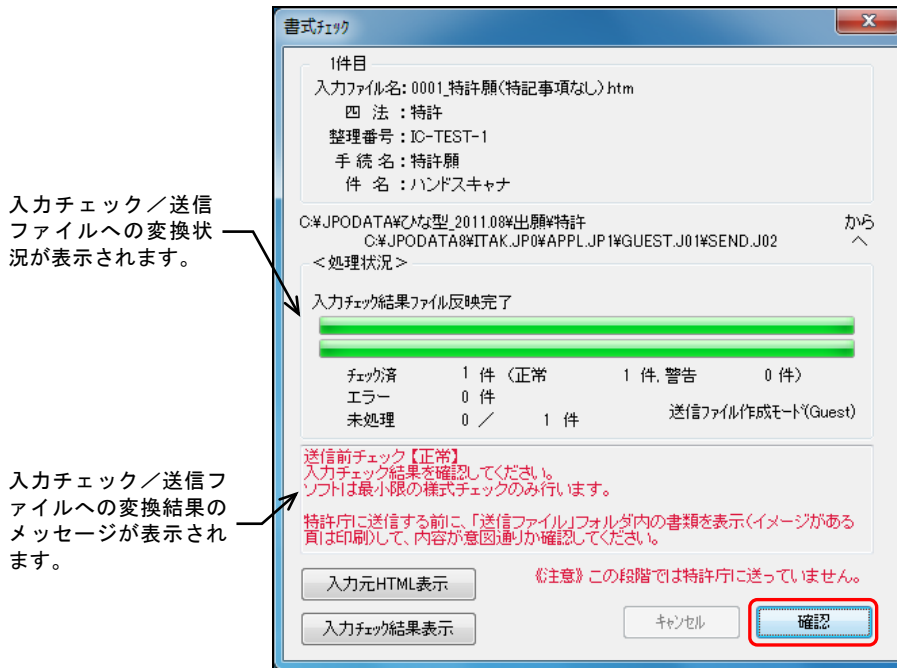 書式ﾁｪｯｸ
1件目
入力ﾌｧｲﾙ名: 0001_特許願(特記事項なし).htm
四 法 : 特許
整理番号 : IC-TEST-1
手 続 名 : 特許願
件 名 : ハンドスキャナ
C:¥JPODATA¥ひな型_2011.08¥出願¥特許 から
C:¥JPODATA8¥ITAK.JP0¥APPL.JP1¥GUEST.J01¥SEND.J02 へ
<処理状況>
入力ﾁｪｯｸ結果ﾌｧｲﾙ反映完了
ﾁｪｯｸ済 1 件 (正常 1 件, 警告 0 件)
エラー 0 件
未処理 0 ／ 1 件
送信ﾌｧｲﾙ作成ﾓｰﾄﾞ(Guest)
送信前チェック【正常】
入力チェック結果を確認してください。
ソフトは最小限の様式チェックのみ行います。
特許庁に送信する前に、「送信ファイル」フォルダ内の書類を表示(イメージがある
頁は印刷)して、内容が意図通りか確認してください。
入力元HTML表示
《注意》この段階では特許庁に送っていません。
入力ﾁｪｯｸ結果表示
ｷｬﾝｾﾙ
確認
入力チェック／送信
ファイルへの変換状
況が表示されます。
入力チェック／送信フ
ァイルへの変換結果の
メッセージが表示され
ます。